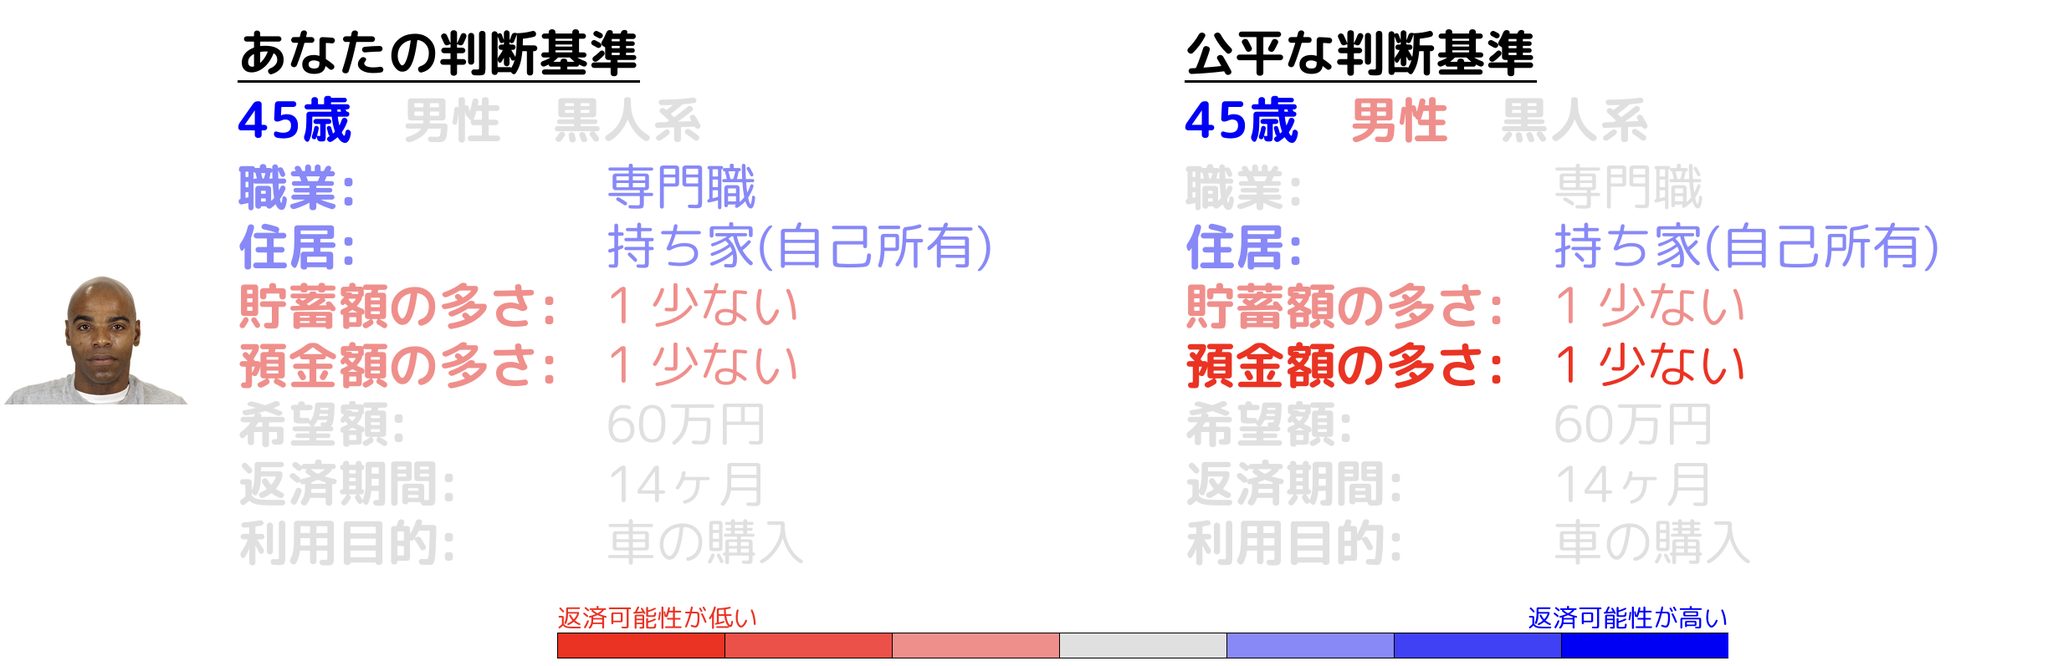 あなたの判断基準
45歳 男性 黒人系
職業: 専門職
住居: 持ち家(自己所有)
貯蓄額の多さ: 1 少ない
預金額の多さ: 1 少ない
希望額: 60万円
返済期間: 14ヶ月
利用目的: 車の購入
公平な判断基準
45歳 男性 黒人系
職業: 専門職
住居: 持ち家(自己所有)
貯蓄額の多さ: 1 少ない
預金額の多さ: 1 少ない
希望額: 60万円
返済期間: 14ヶ月
利用目的: 車の購入
返済可能性が低い
返済可能性が高い